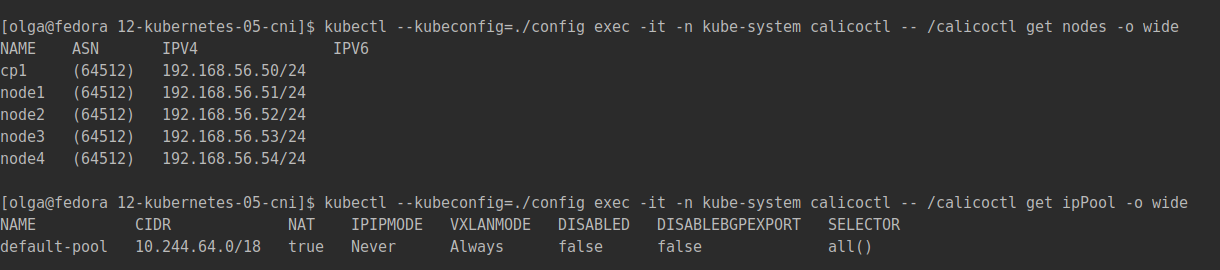 [olga@fedora 12-kubernetes-05-cni]$ kubectl --kubeconfig=./config exec -it -n kube-system calicoctl -- /calicoctl get nodes -o wide
NAME    ASN       IPV4               IPV6
cp1     (64512)   192.168.56.50/24
node1   (64512)   192.168.56.51/24
node2   (64512)   192.168.56.52/24
node3   (64512)   192.168.56.53/24
node4   (64512)   192.168.56.54/24
[olga@fedora 12-kubernetes-05-cni]$ kubectl --kubeconfig=./config exec -it -n kube-system calicoctl -- /calicoctl get ipPool -o wide
NAME           CIDR             NAT    IPIPMODE   VXLANMODE   DISABLED   DISABLEBGPEXPORT   SELECTOR
default-pool   10.244.64.0/18   true   Never      Always      false      false              all()